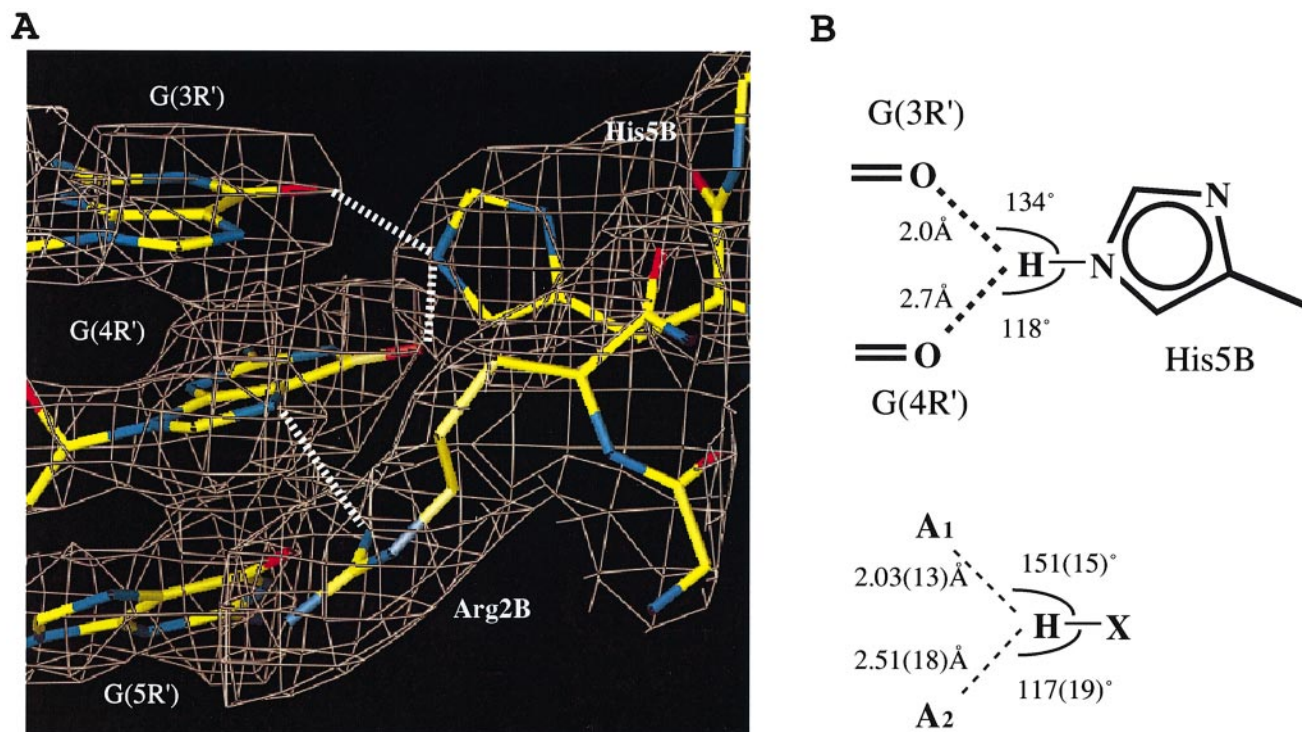 A
G(3R')
His5B
G(4R')
Arg2B
G(5R')
B
G(3R')
O
134°
2.0Å
N
H
N
2.7Å
118°
O
G(4R')
His5B
A1
2.03(13)Å
151(15)°
H
X
2.51(18)Å
117(19)°
A2